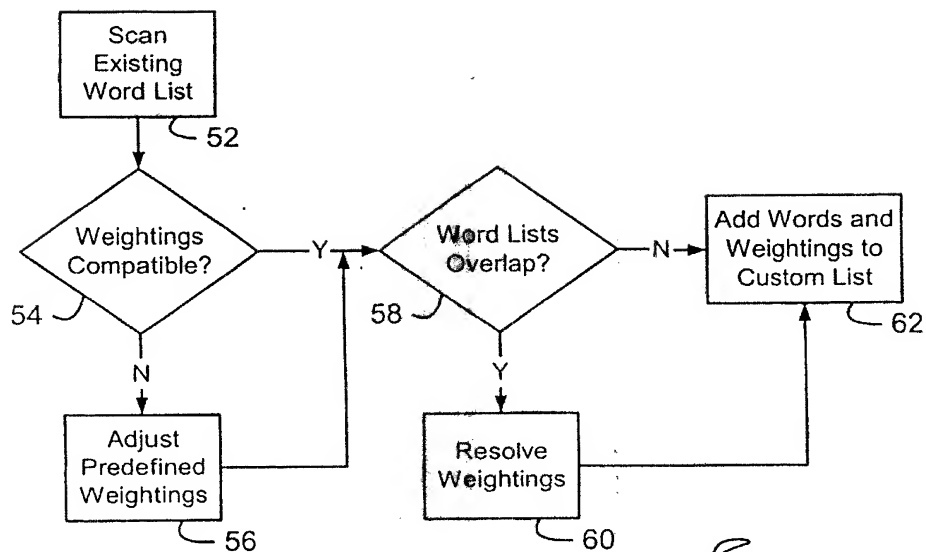 Scan
Existing
Word List
52
Weightings
Compatible?
Y
54
N
Adjust
Predefined
Weightings
56
Word Lists
Overlap?
N
58
Y
Resolve
Weightings
60
Add Words and
Weightings to
Custom List
62